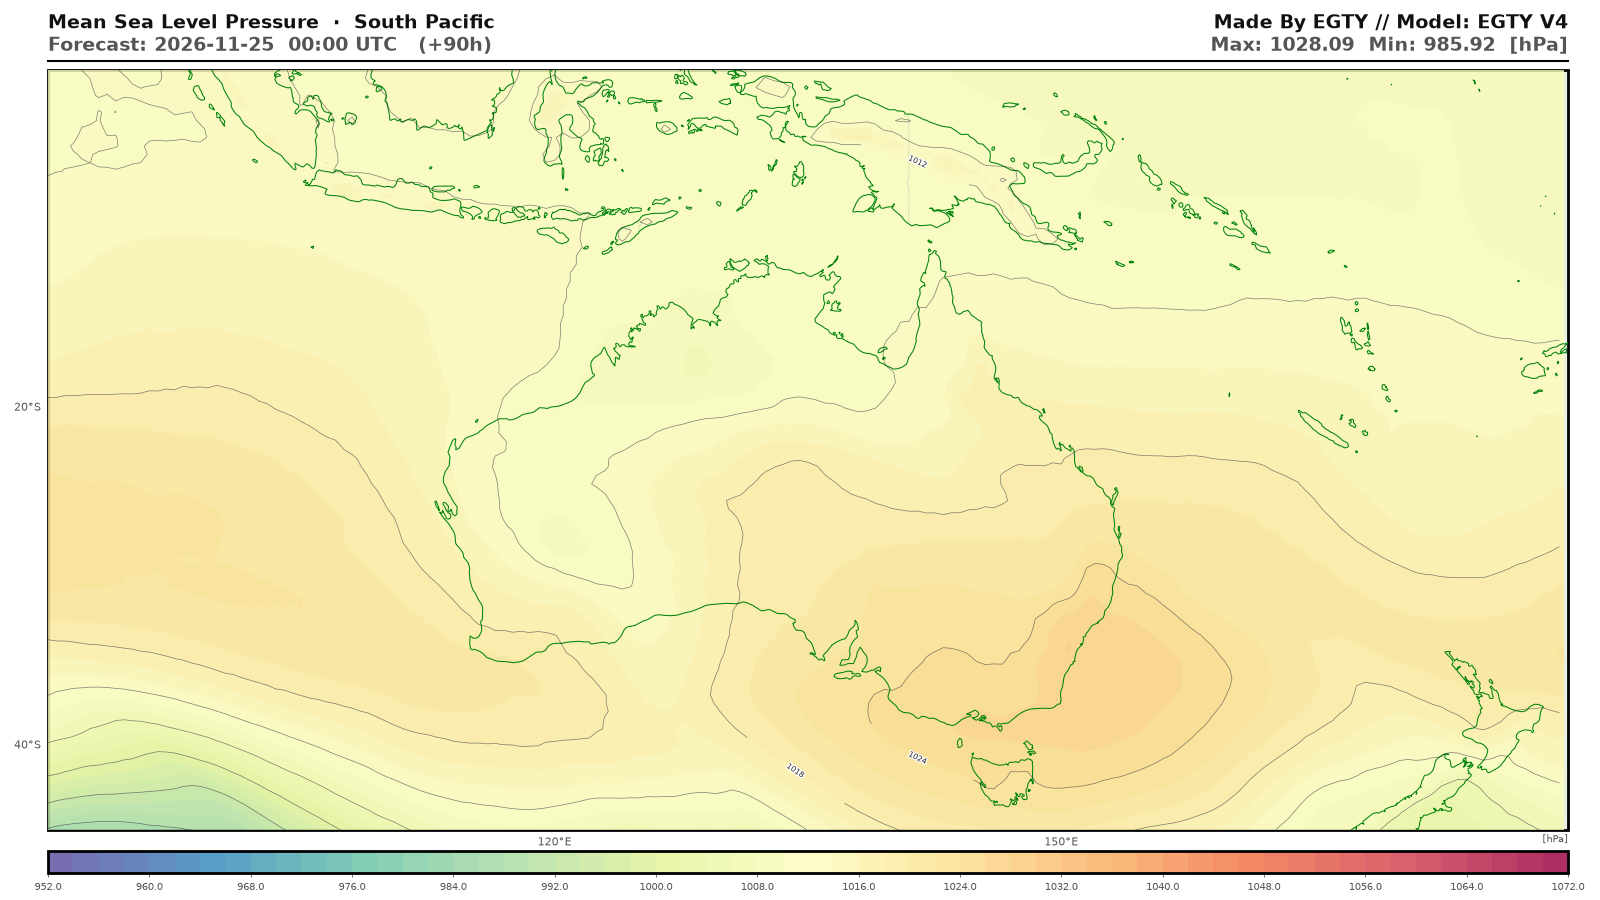 Mean Sea Level Pressure · South Pacific
Made By EGTY // Model: EGTY V4
Forecast: 2026-11-25 00:00 UTC (+90h)
Max: 1028.09 Min: 985.92 [hPa]
1012
20°S
40°S
1024
1018
120°E
150°E
[hPa]
952.0 960.0 968.0 976.0 984.0 992.0 1000.0 1008.0 1016.0 1024.0 1032.0 1040.0 1048.0 1056.0 1064.0 1072.0